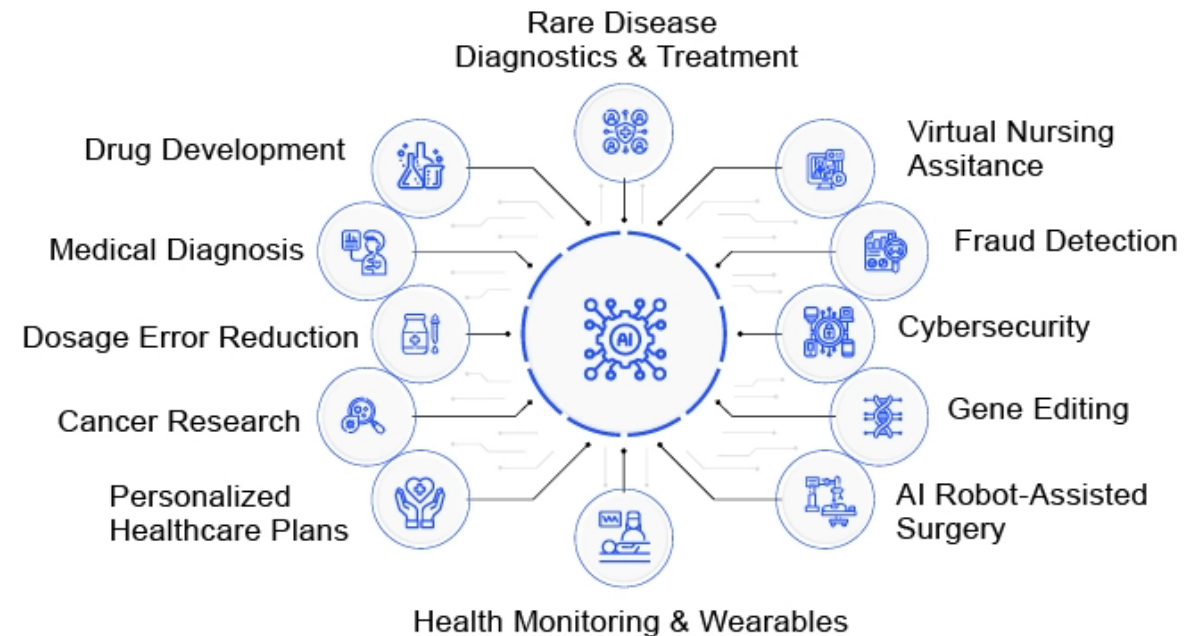 Rare Disease
Diagnostics & Treatment
Drug Development
Virtual Nursing
Assitance
Medical Diagnosis
Fraud Detection
Dosage Error Reduction
AI
Cybersecurity
Cancer Research
Gene Editing
Personalized
Healthcare Plans
AI Robot-Assisted
Surgery
Health Monitoring & Wearables